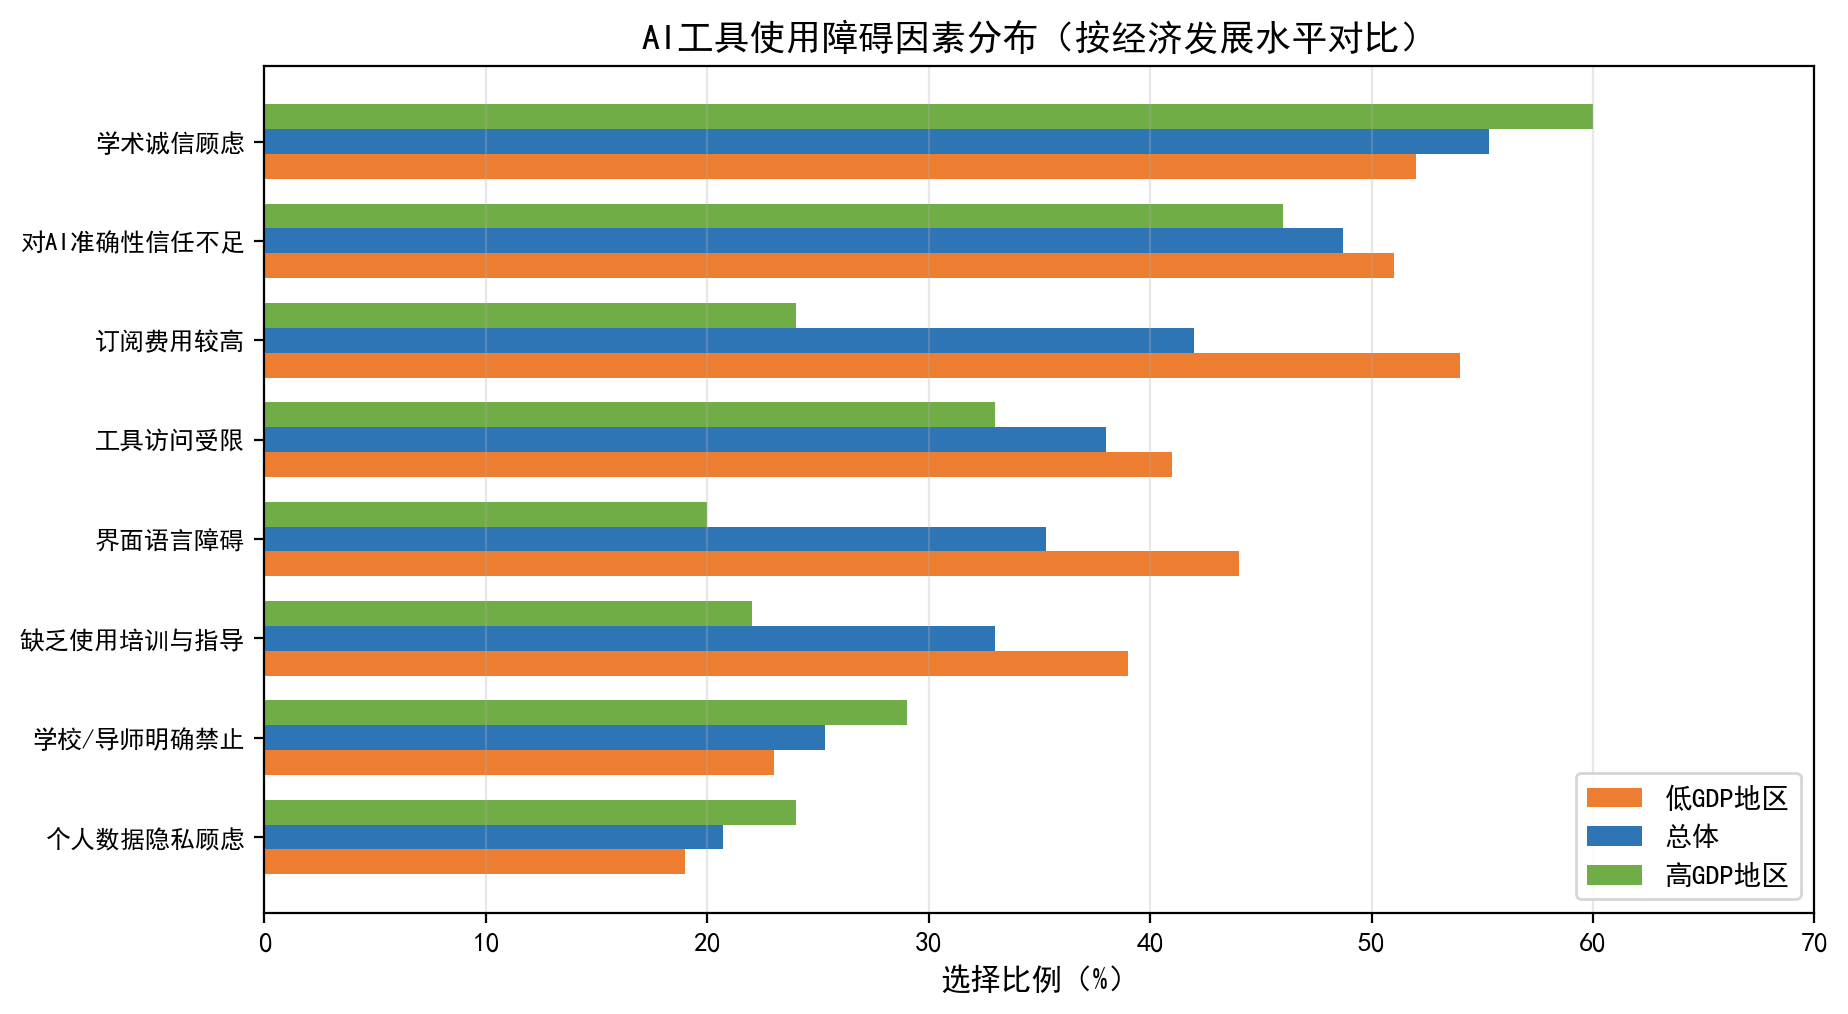 AI工具使用障碍因素分布（按经济发展水平对比）
学术诚信顾虑
对AI准确性信任不足
订阅费用较高
工具访问受限
界面语言障碍
缺乏使用培训与指导
学校/导师明确禁止
个人数据隐私顾虑
低GDP地区
总体
高GDP地区
0 10 20 30 40 50 60 70
选择比例（%）